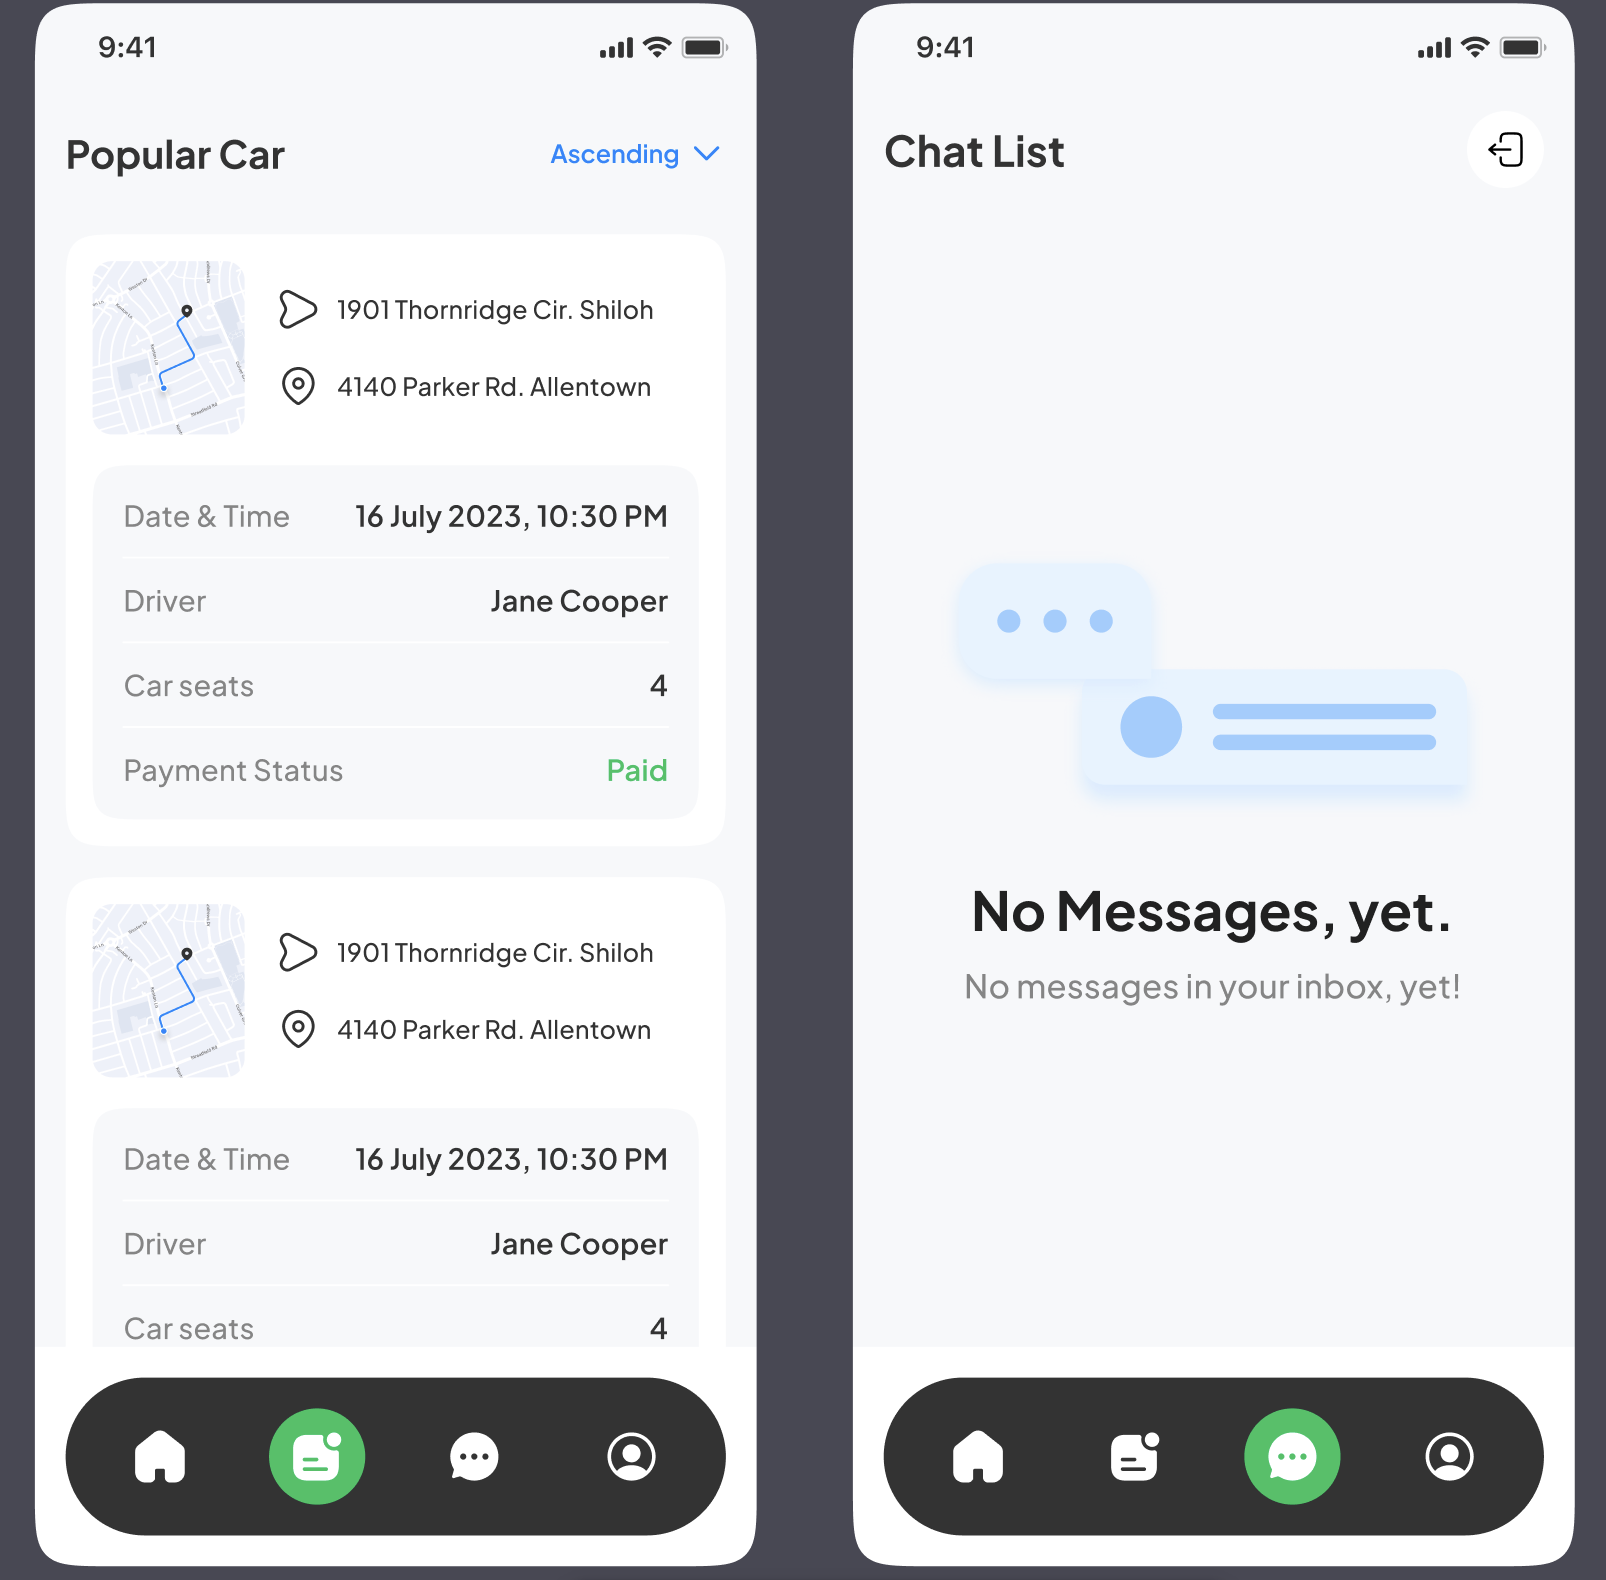 9:41
Popular Car
Ascending
1901 Thornridge Cir. Shiloh
4140 Parker Rd. Allentown
Date & Time 16 July 2023, 10:30 PM
Driver Jane Cooper
Car seats 4
Payment Status Paid
1901 Thornridge Cir. Shiloh
4140 Parker Rd. Allentown
Date & Time 16 July 2023, 10:30 PM
Driver Jane Cooper
Car seats 4
9:41
Chat List
No Messages, yet.
No messages in your inbox, yet!